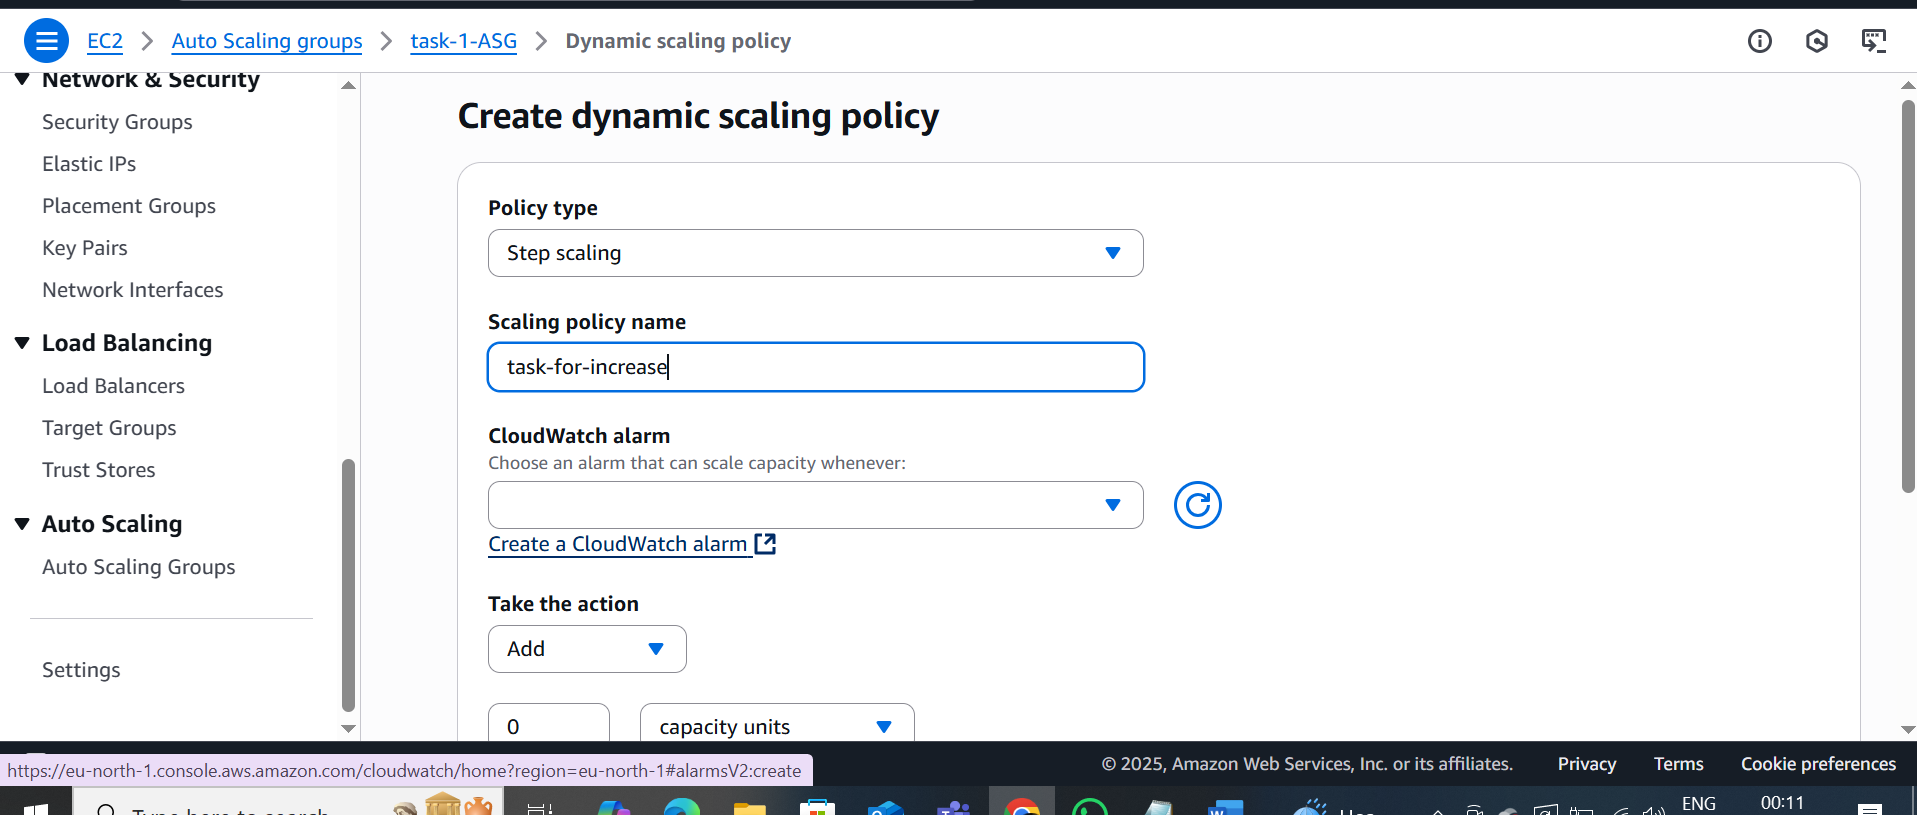 EC2 > Auto Scaling groups > task-1-ASG > Dynamic scaling policy
Network & Security
Security Groups
Elastic IPs
Placement Groups
Key Pairs
Network Interfaces
Load Balancing
Load Balancers
Target Groups
Trust Stores
Auto Scaling
Auto Scaling Groups
Settings
Create dynamic scaling policy
Policy type
Step scaling
Scaling policy name
task-for-increase
CloudWatch alarm
Choose an alarm that can scale capacity whenever:
Create a CloudWatch alarm
Take the action
Add
0 capacity units
https://eu-north-1.console.aws.amazon.com/cloudwatch/home?region=eu-north-1#alarmsV2:create
© 2025, Amazon Web Services, Inc. or its affiliates. Privacy Terms Cookie preferences
Type here to search
ENG
00:11